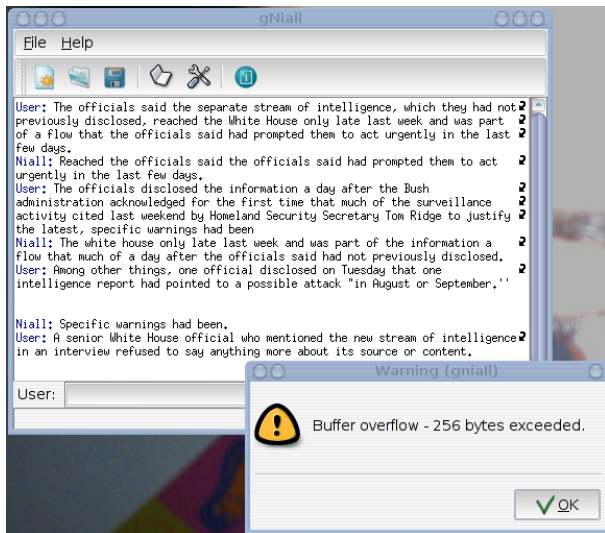 gNiall
File Help
User: The officials said the separate stream of intelligence, which they had not
previously disclosed, reached the White House only late last week and was part
of a flow that the officials said had prompted them to act urgently in the last
few days.
Niall: Reached the officials said the officials said had prompted them to act
urgently in the last few days.
User: The officials disclosed the information a day after the Bush
administration acknowledged for the first time that much of the surveillance
activity cited last weekend by Homeland Security Secretary Tom Ridge to justify
the latest, specific warnings had been
Niall: The white house only late last week and was part of the information a
flow that much of a day after the officials said had not previously disclosed.
User: Among other things, one official disclosed on Tuesday that one
intelligence report had pointed to a possible attack "in August or September.''
Niall: Specific warnings had been.
User: A senior White House official who mentioned the new stream of intelligence
in an interview refused to say anything more about its source or content.
User:
Warning (gniall)
Buffer overflow - 256 bytes exceeded.
OK